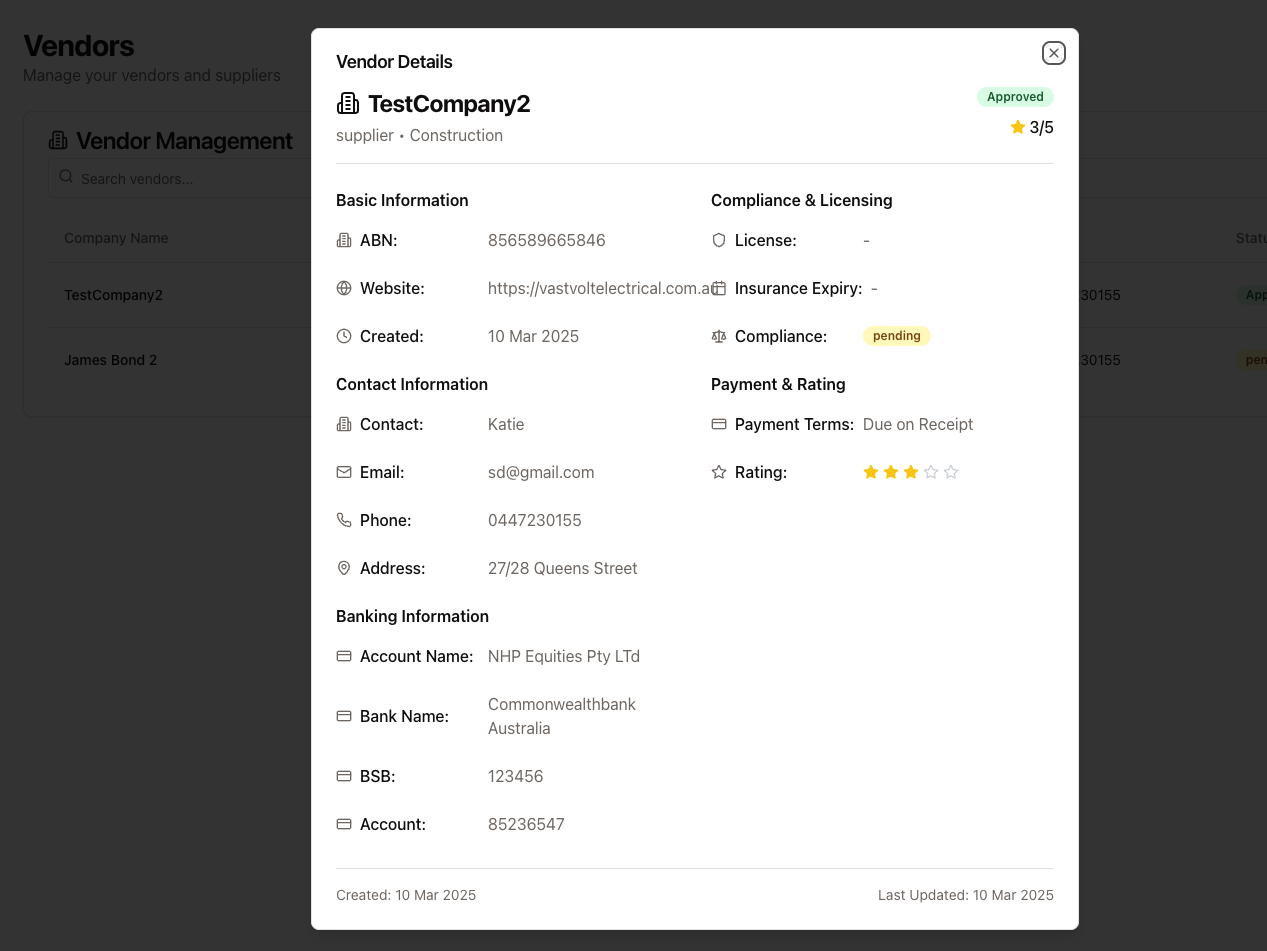 Vendors
Manage your vendors and suppliers
Vendor Management
Search vendors...
Company Name
TestCompany2
James Bond 2
Vendor Details
TestCompany2
Approved
supplier • Construction
3/5
Basic Information
ABN: 856589665846
Website: https://vastvoltelectrical.com.au
Created: 10 Mar 2025
Contact Information
Contact: Katie
Email: sd@gmail.com
Phone: 0447230155
Address: 27/28 Queens Street
Banking Information
Account Name: NHP Equities Pty LTd
Bank Name: Commonwealthbank
Australia
BSB: 123456
Account: 85236547
Compliance & Licensing
License: -
Insurance Expiry: -
Compliance: pending
Payment & Rating
Payment Terms: Due on Receipt
Rating:
Created: 10 Mar 2025
Last Updated: 10 Mar 2025
Statu
30155 App
30155 pen